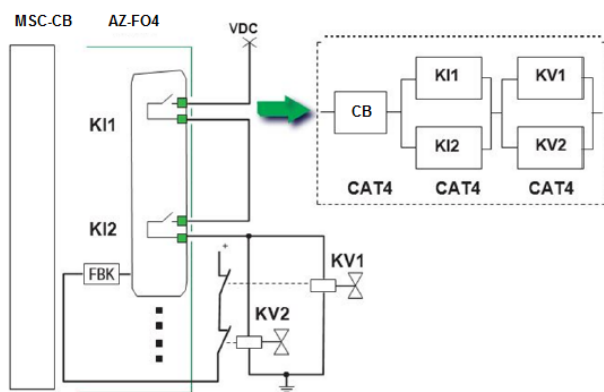 MSC-CB AZ-FO4
VDC
KI1
KI2
FBK
+
KV1
KV2
CB
KI1
KI2
KV1
KV2
CAT4 CAT4 CAT4